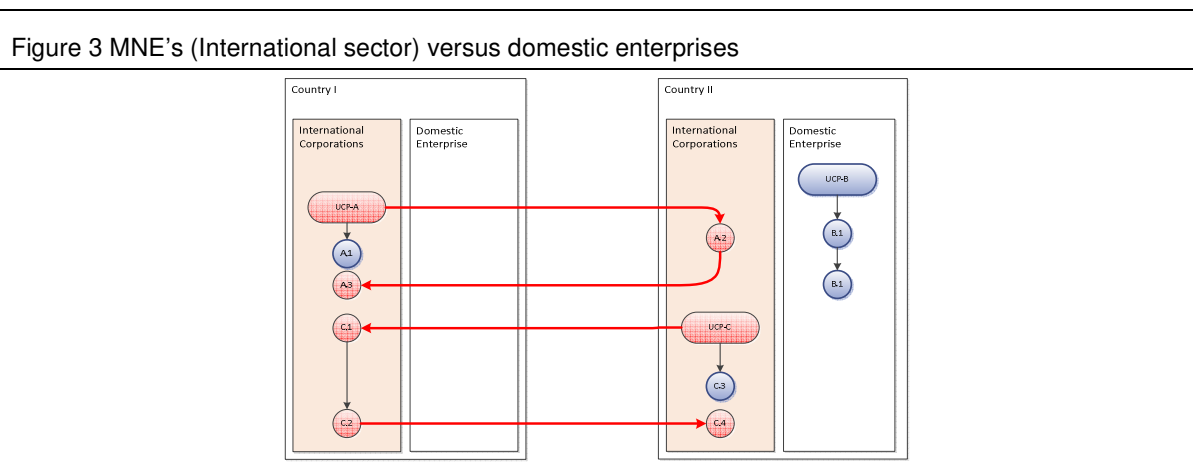 Figure 3 MNE's (International sector) versus domestic enterprises
Country I
International
Corporations
Domestic
Enterprise
UCP-A
A.1
A.3
C.1
C.2
Country II
International
Corporations
Domestic
Enterprise
A.2
UCP-C
C.3
C.4
UCP-B
B.1
B.1